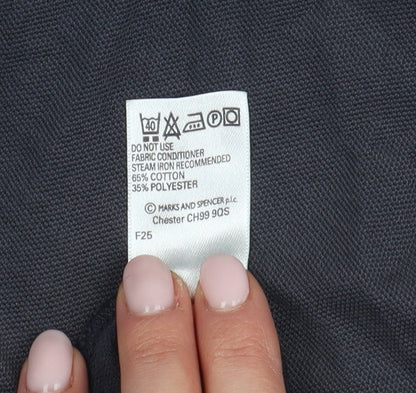 40 P
DO NOT USE
FABRIC CONDITIONER
STEAM IRON RECOMMENDED
65% COTTON
35% POLYESTER
© MARKS AND SPENCER p.l.c.
Chester CH99 9QS
F25